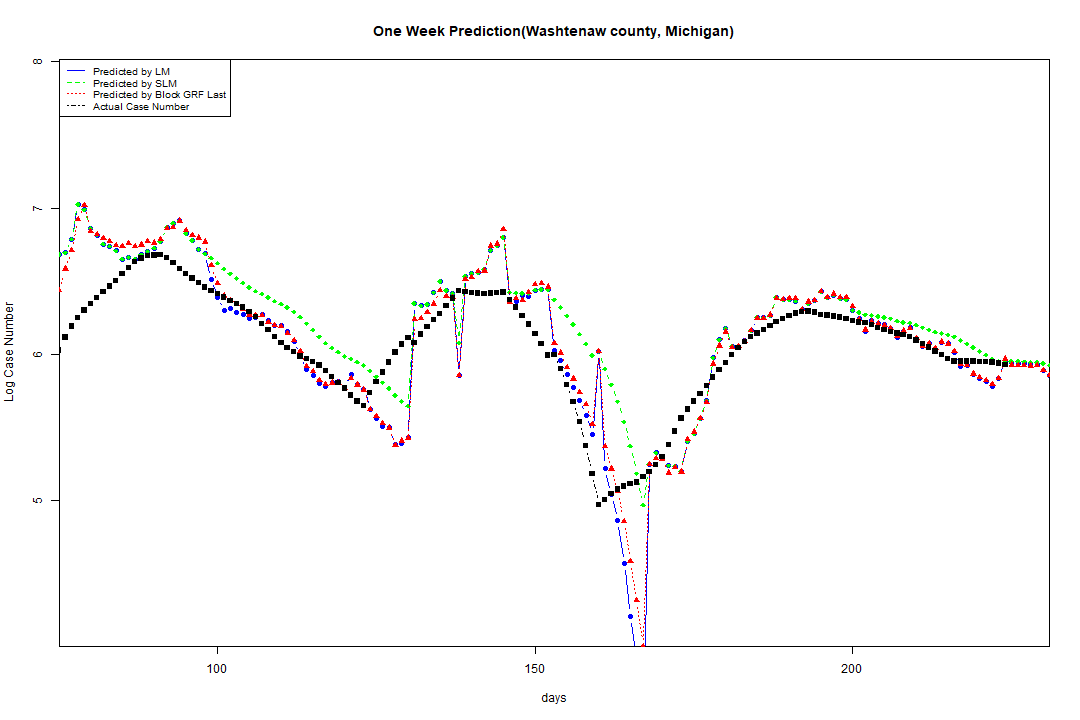 One Week Prediction(Washtenaw county, Michigan)
8
Predicted by LM
Predicted by SLM
Predicted by Block GRF Last
Actual Case Number
7
6
5
Log Case Number
100
150
200
days